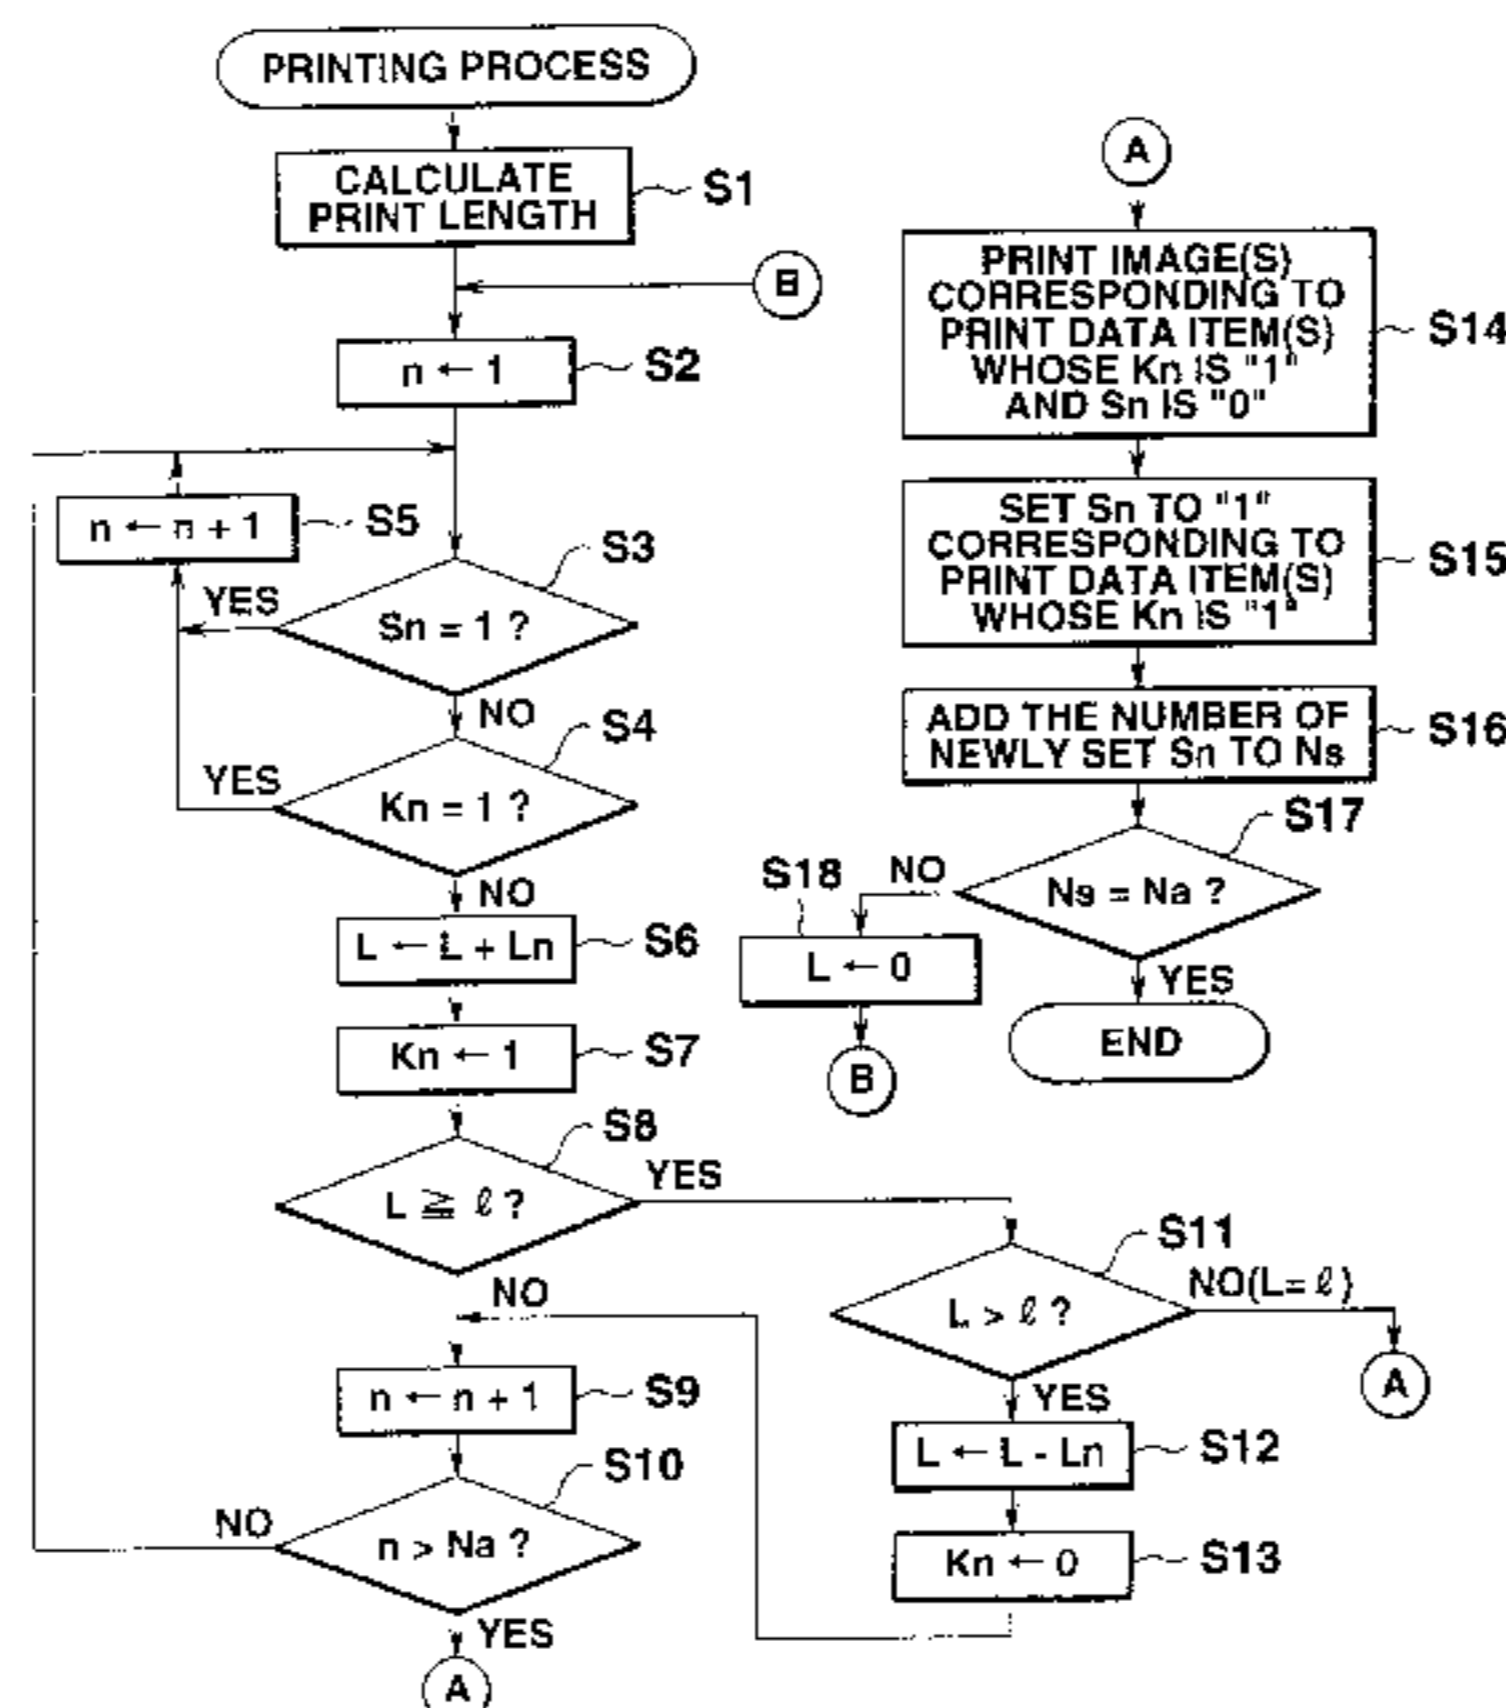 PRINTING PROCESS
CALCULATE
PRINT LENGTH
S1
B
n ← 1
S2
n ← n + 1
S5
S3
YES
Sn = 1 ?
NO
S4
YES
Kn = 1 ?
NO
L ← L + Ln
S6
Kn ← 1
S7
S8
L ≧ ℓ ?
YES
NO
n ← n + 1
S9
S10
NO
n > Na ?
YES
A
S11
L > ℓ ?
NO(L= ℓ)
A
YES
L ← L - Ln
S12
Kn ← 0
S13
A
PRINT IMAGE(S)
CORRESPONDING TO
PRINT DATA ITEM(S)
WHOSE Kn IS "1"
AND Sn IS "0"
S14
SET Sn TO "1"
CORRESPONDING TO
PRINT DATA ITEM(S)
WHOSE Kn IS "1"
S15
ADD THE NUMBER OF
NEWLY SET Sn TO Ns
S16
S17
Ns = Na ?
NO
S18
L ← 0
B
YES
END